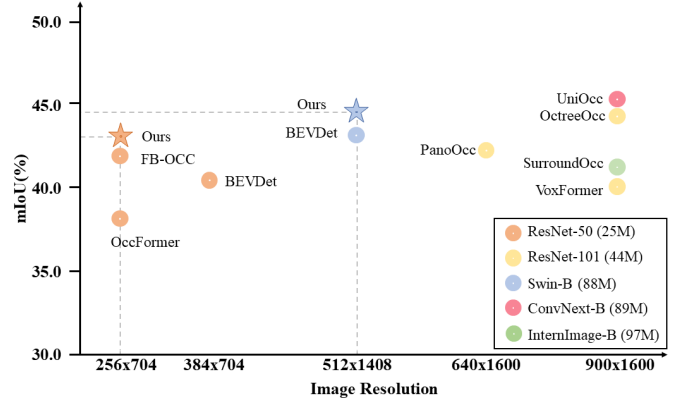 50.0
45.0
40.0
35.0
30.0
mIoU(%)
Ours
FB-OCC
OccFormer
BEVDet
Ours
BEVDet
PanoOcc
UniOcc
OctreeOcc
SurroundOcc
VoxFormer
ResNet-50 (25M)
ResNet-101 (44M)
Swin-B (88M)
ConvNext-B (89M)
InternImage-B (97M)
256x704 384x704 512x1408 640x1600 900x1600
Image Resolution